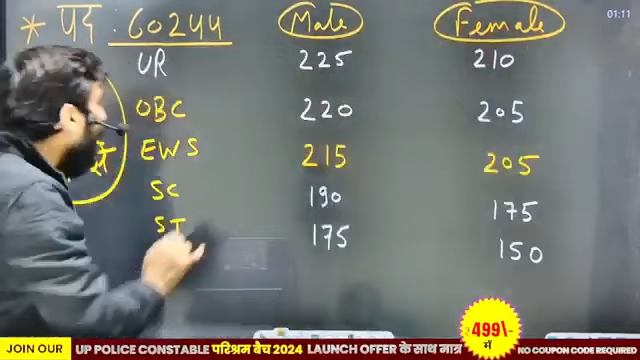 * पद : 60244 Male Female
UR 225 210
OBC 220 205
EWS 215 205
SC 190 175
ST 175 150
01:11
499/- में
JOIN OUR UP POLICE CONSTABLE परिश्रम बैच 2024 LAUNCH OFFER के साथ मात्र NO COUPON CODE REQUIRED